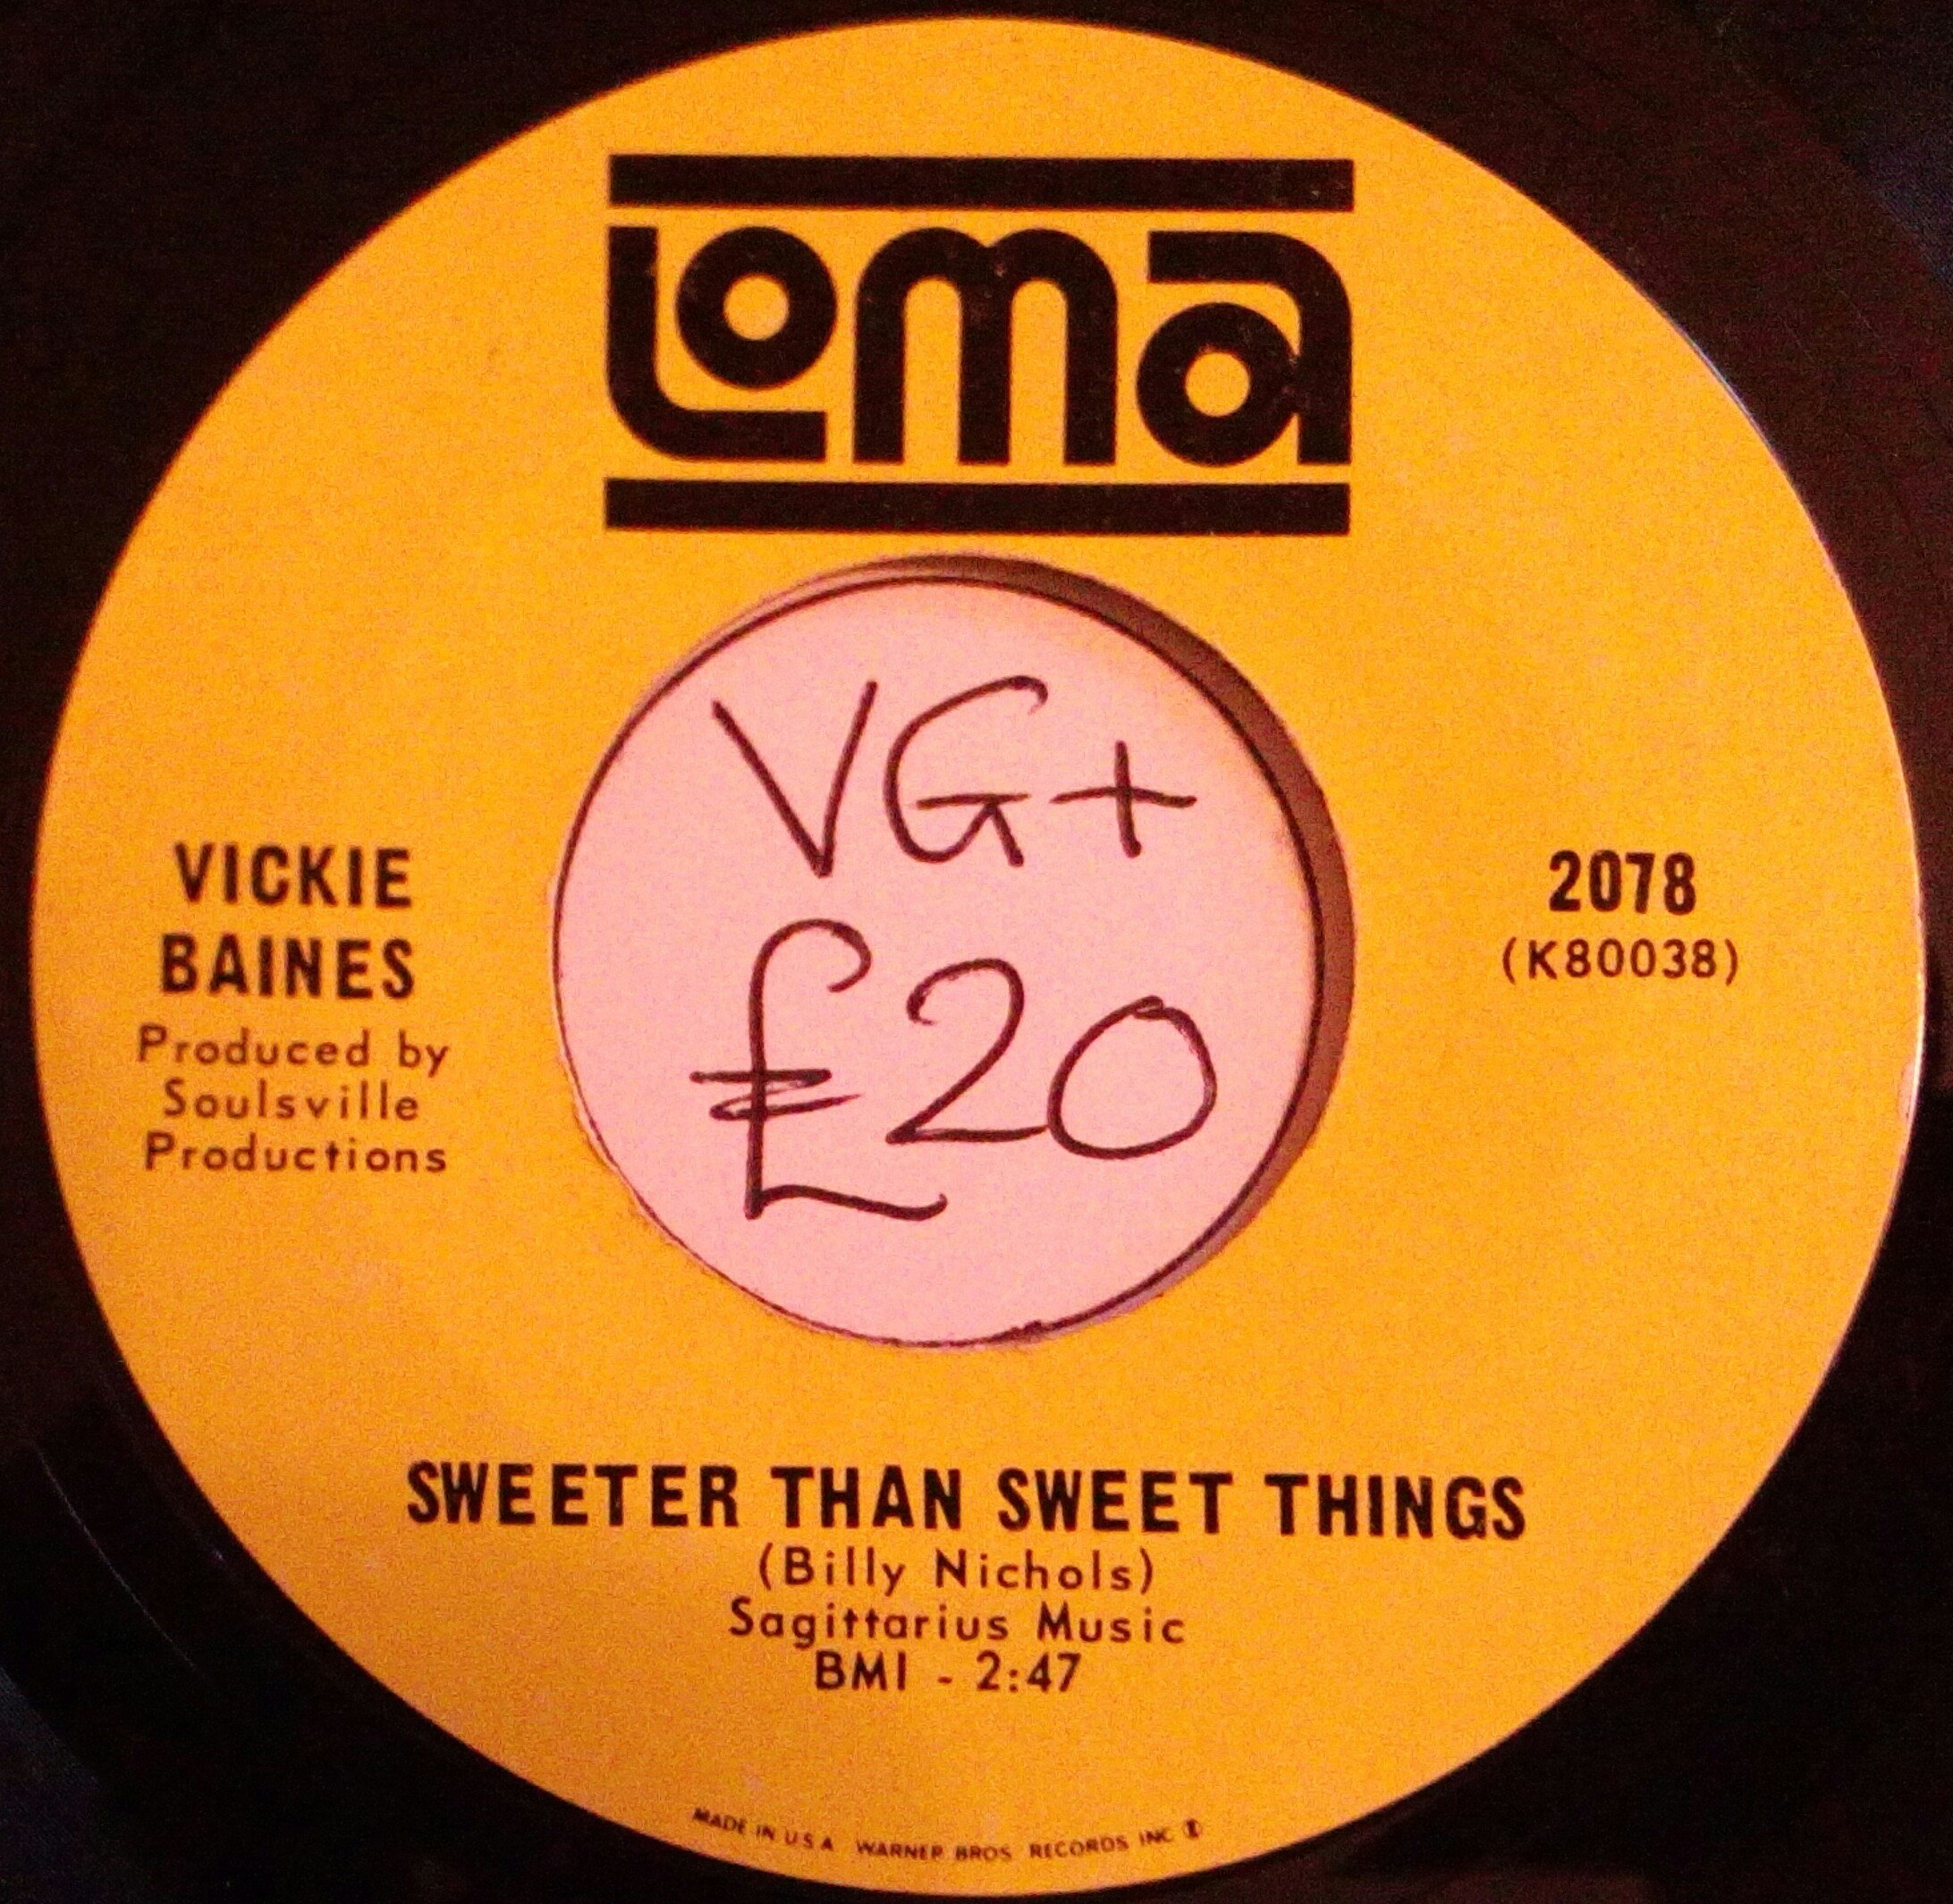 LOMA
VG+
£20
VICKIE
BAINES
Produced by
Soulsville
Productions
2078
(K80038)
SWEETER THAN SWEET THINGS
(Billy Nichols)
Sagittarius Music
BMI - 2:47
MADE IN U.S.A. WARNER BROS. RECORDS INC.